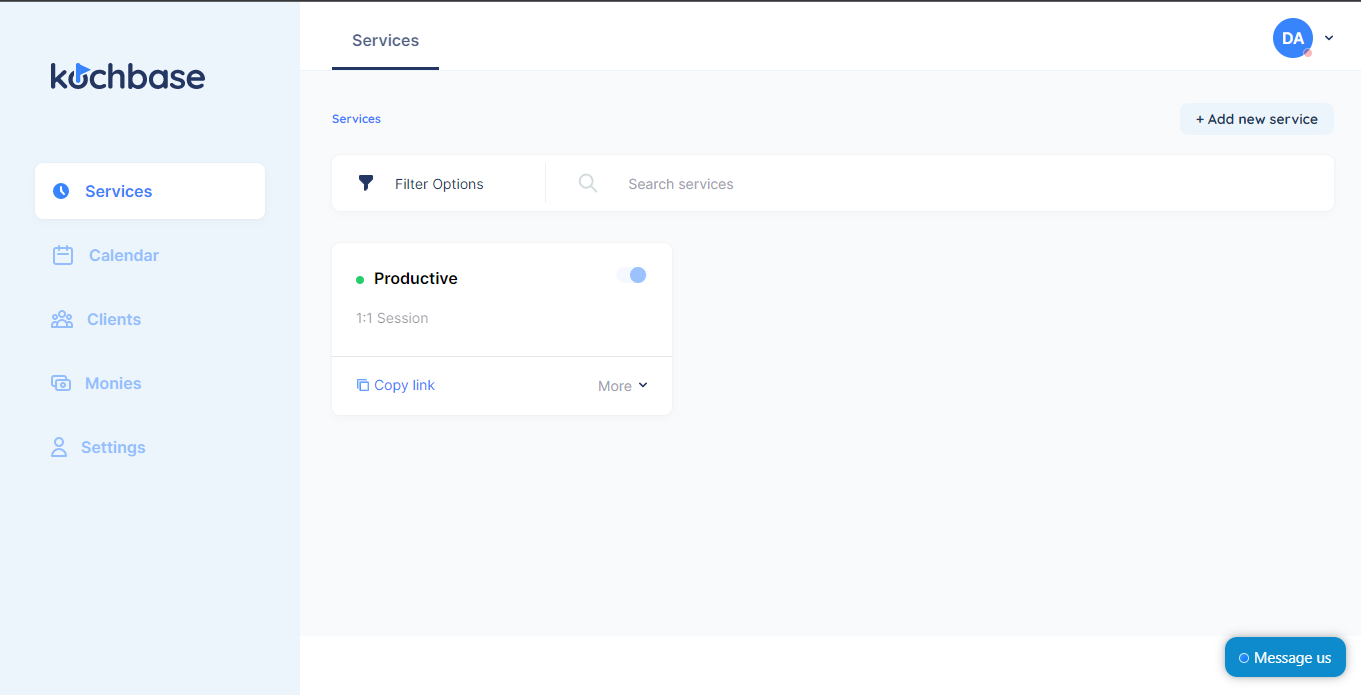 kochbase
Services
Calendar
Clients
Monies
Settings
Services
DA
Services
+ Add new service
Filter Options
Search services
Productive
1:1 Session
Copy link
More
Message us